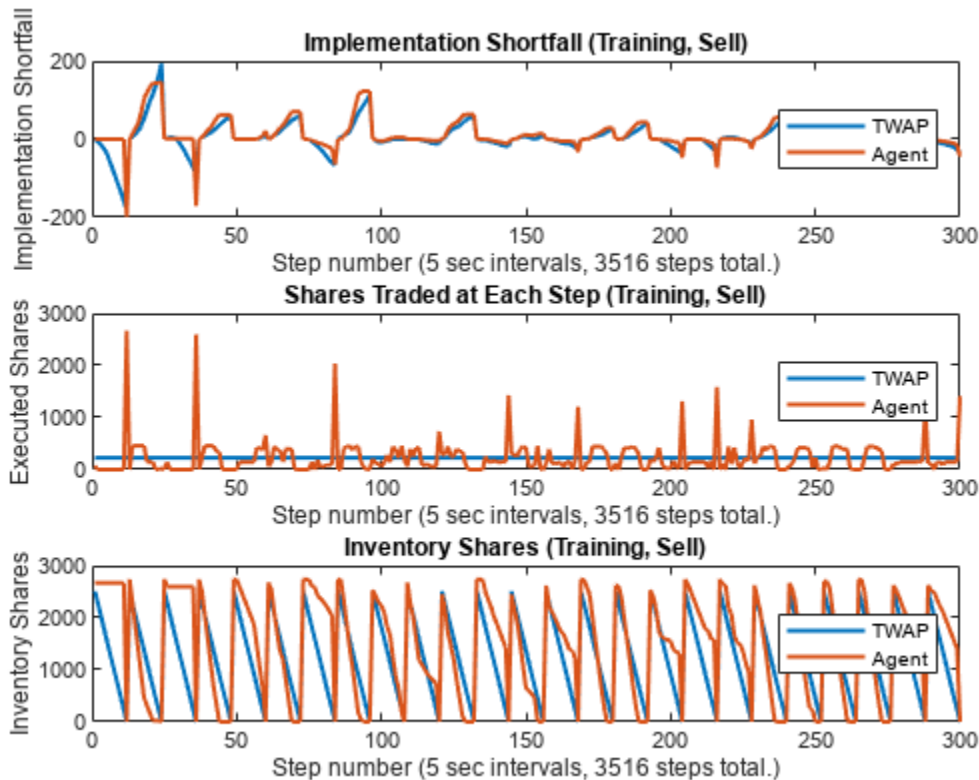 Implementation Shortfall (Training, Sell)
Implementation Shortfall
200
0
-200
TWAP
Agent
0 50 100 150 200 250 300
Step number (5 sec intervals, 3516 steps total.)
Shares Traded at Each Step (Training, Sell)
Executed Shares
3000
2000
1000
0
TWAP
Agent
0 50 100 150 200 250 300
Step number (5 sec intervals, 3516 steps total.)
Inventory Shares (Training, Sell)
Inventory Shares
3000
2000
1000
0
TWAP
Agent
0 50 100 150 200 250 300
Step number (5 sec intervals, 3516 steps total.)